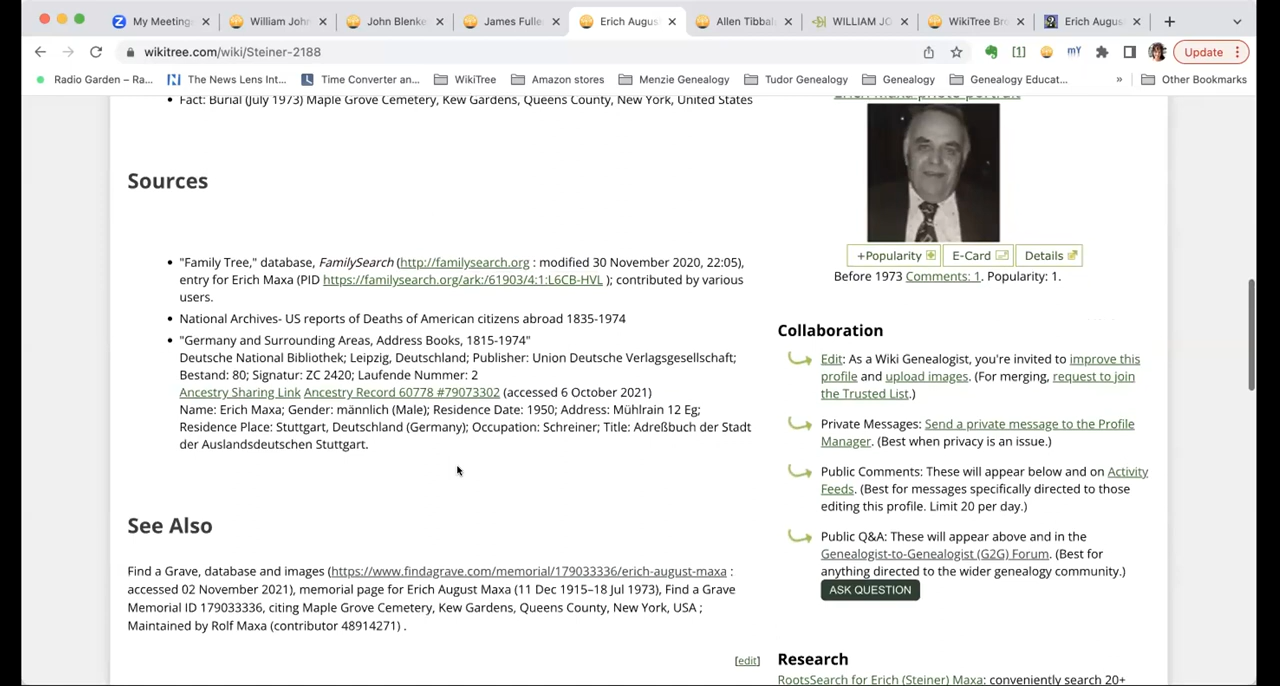 My Meeting
William John
John Blenke
James Fulle
Erich Augus
Allen Tibbal
WILLIAM JO
WikiTree Br
Erich Augus
wikitree.com/wiki/Steiner-2188
Update
Radio Garden – Ra...
The News Lens Int...
Time Converter an...
WikiTree
Amazon stores
Menzie Genealogy
Tudor Genealogy
Genealogy
Genealogy Educat...
»
Other Bookmarks
• Fact: Burial (July 1973) Maple Grove Cemetery, Kew Gardens, Queens County, New York, United States
Sources
• "Family Tree," database, FamilySearch (http://familysearch.org : modified 30 November 2020, 22:05),
entry for Erich Maxa (PID https://familysearch.org/ark:/61903/4:1:L6CB-HVL ); contributed by various
users.
• National Archives- US reports of Deaths of American citizens abroad 1835-1974
• "Germany and Surrounding Areas, Address Books, 1815-1974"
Deutsche National Bibliothek; Leipzig, Deutschland; Publisher: Union Deutsche Verlagsgesellschaft;
Bestand: 80; Signatur: ZC 2420; Laufende Nummer: 2
Ancestry Sharing Link Ancestry Record 60778 #79073302 (accessed 6 October 2021)
Name: Erich Maxa; Gender: männlich (Male); Residence Date: 1950; Address: Mühlrain 12 Eg;
Residence Place: Stuttgart, Deutschland (Germany); Occupation: Schreiner; Title: Adreßbuch der Stadt
der Auslandsdeutschen Stuttgart.
See Also
Find a Grave, database and images (https://www.findagrave.com/memorial/179033336/erich-august-maxa :
accessed 02 November 2021), memorial page for Erich August Maxa (11 Dec 1915–18 Jul 1973), Find a Grave
Memorial ID 179033336, citing Maple Grove Cemetery, Kew Gardens, Queens County, New York, USA ;
Maintained by Rolf Maxa (contributor 48914271) .
[edit]
Erich Maxa photo portrait
+Popularity
E-Card
Details
Before 1973 Comments: 1. Popularity: 1.
Collaboration
Edit: As a Wiki Genealogist, you're invited to improve this
profile and upload images. (For merging, request to join
the Trusted List.)
Private Messages: Send a private message to the Profile
Manager. (Best when privacy is an issue.)
Public Comments: These will appear below and on Activity
Feeds. (Best for messages specifically directed to those
editing this profile. Limit 20 per day.)
Public Q&A: These will appear above and in the
Genealogist-to-Genealogist (G2G) Forum. (Best for
anything directed to the wider genealogy community.)
ASK QUESTION
Research
RootsSearch for Erich (Steiner) Maxa: conveniently search 20+